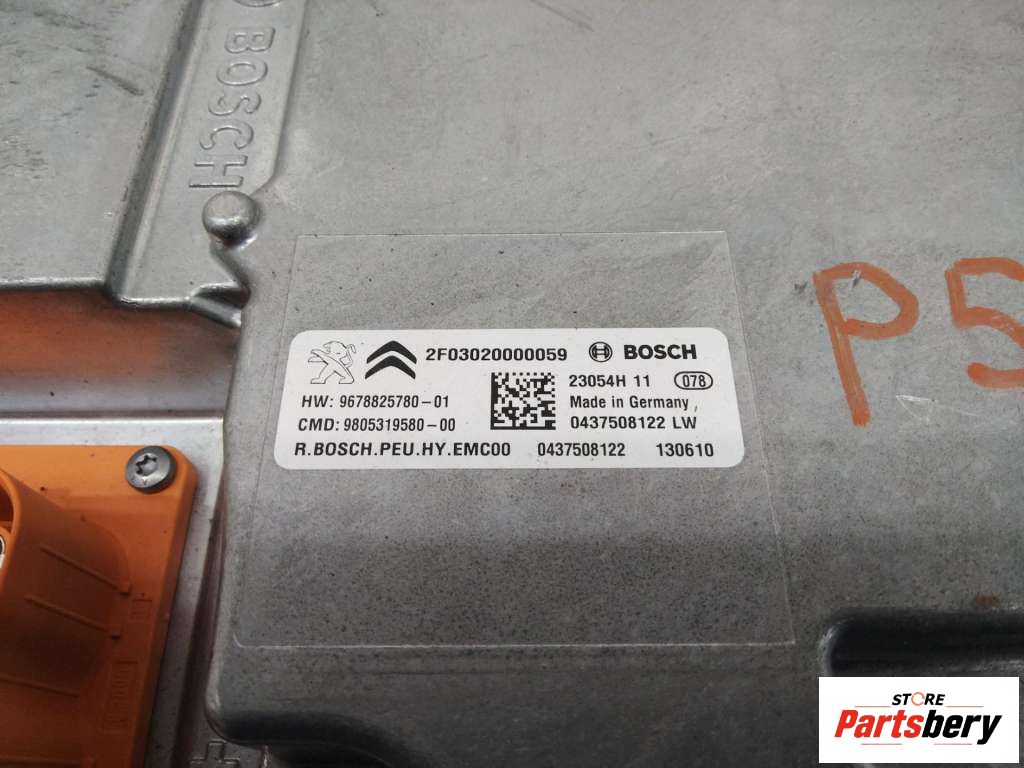 BOSCH
2F03020000059 BOSCH
23054H 11 078
HW: 9678825780-01 Made in Germany
CMD: 9805319580-00 0437508122 LW
R.BOSCH.PEU.HY.EMC00 0437508122 130610
P5
STORE
Partsbery